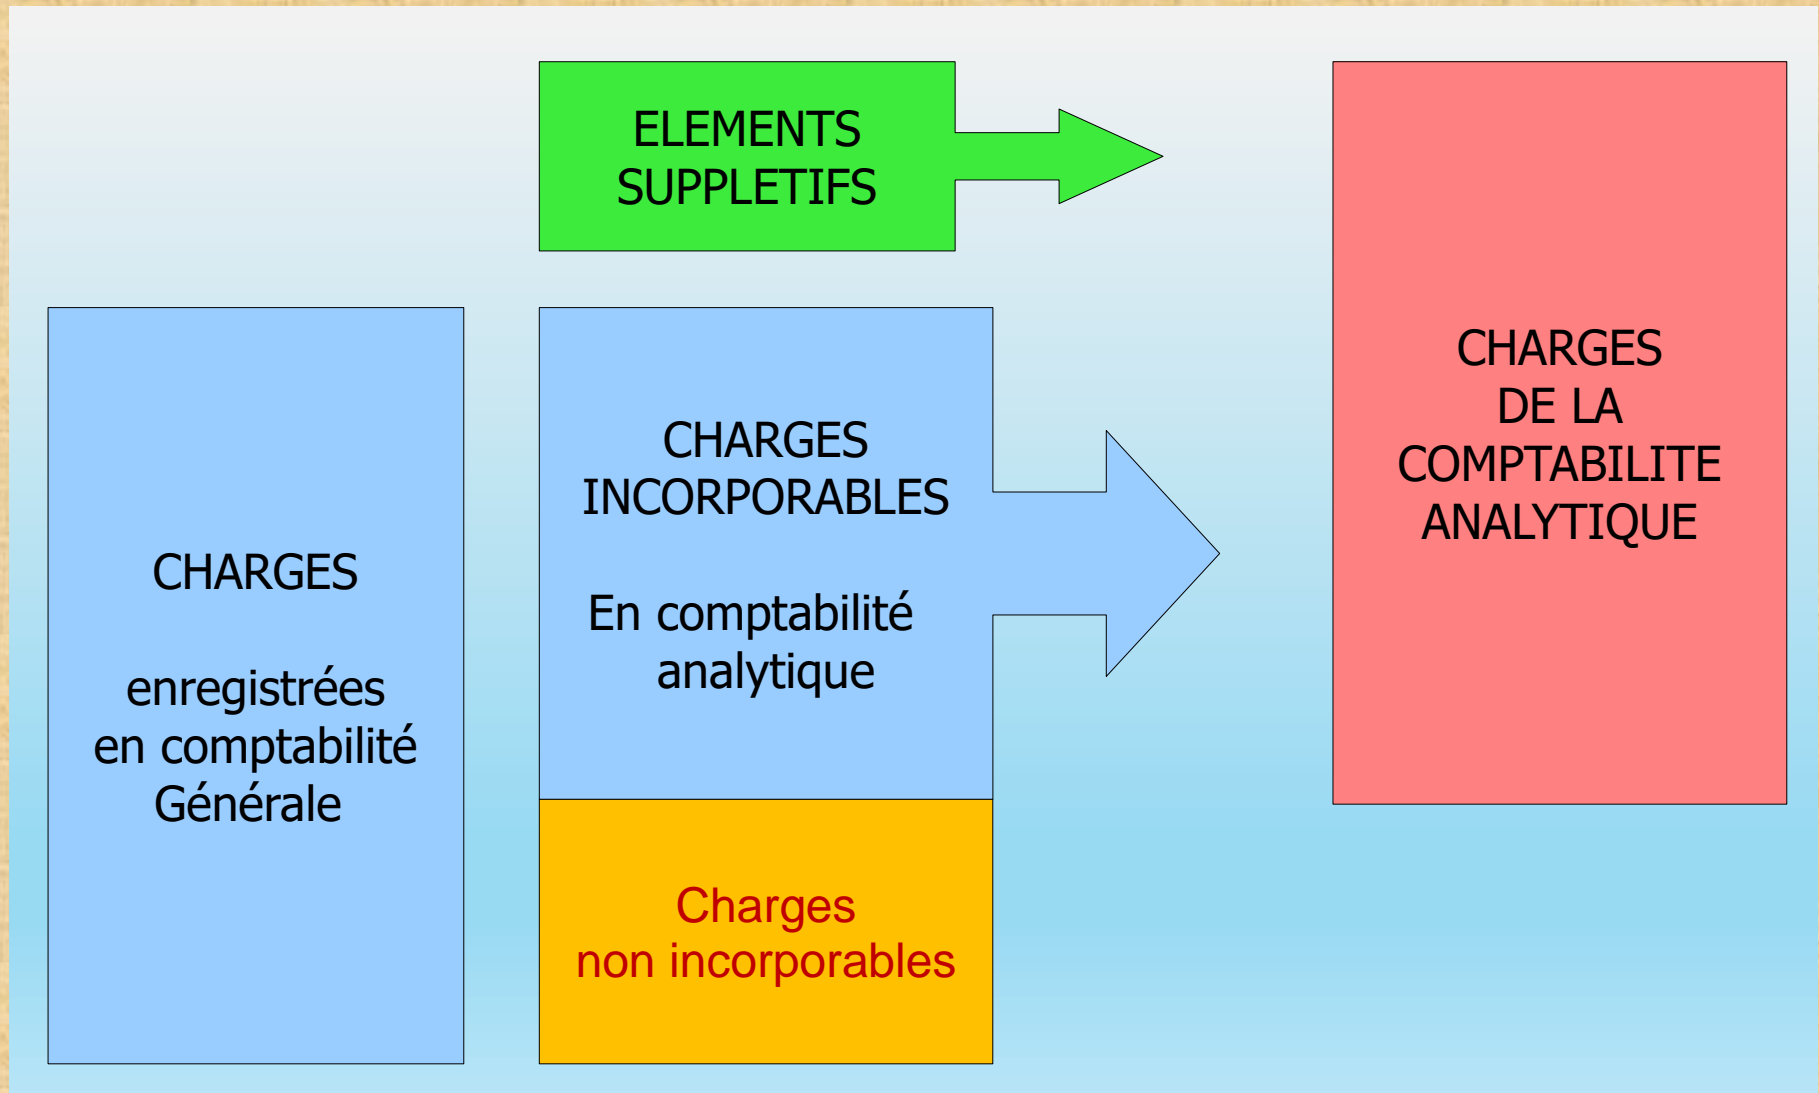 ELEMENTS
SUPPLETIFS
CHARGES
enregistrées
en comptabilité
Générale
CHARGES
INCORPORABLES
En comptabilité
analytique
Charges
non incorporables
CHARGES
DE LA
COMPTABILITE
ANALYTIQUE